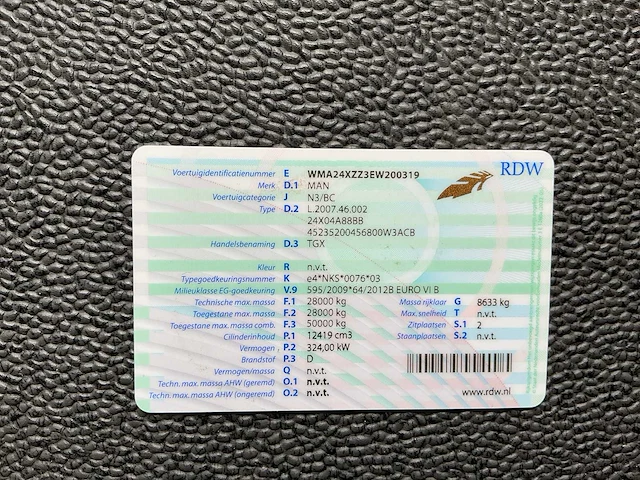 RDW
Voertuigidentificatienummer E WMA24XZZ3EW200319
Merk D.1 MAN
Voertuigcategorie J N3/BC
Type D.2 L.2007.46.002
24X04A88BB
45235200456800W3ACB
Handelsbenaming D.3 TGX
Kleur R n.v.t.
Typegoedkeuringsnummer K e4*NKS*0076*03
Milieuklasse EG-goedkeuring V.9 595/2009*64/2012B EURO VI B
Technische max. massa F.1 28000 kg Massa rijklaar G 8633 kg
Toegestane max. massa F.2 28000 kg Max.snelheid T n.v.t.
Toegestane max. massa comb. F.3 50000 kg Zitplaatsen S.1 2
Cilinderinhoud P.1 12419 cm3 Staanplaatsen S.2 n.v.t.
Vermogen P.2 324,00 kW
Brandstof P.3 D
Vermogen/massa Q n.v.t.
Techn. max. massa AHW (geremd) O.1 n.v.t.
Techn. max. massa AHW (ongeremd) O.2 n.v.t.
www.rdw.nl